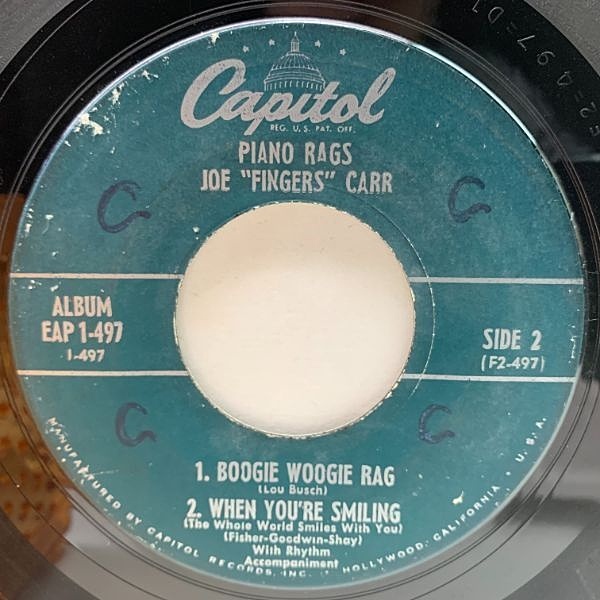 Capitol
REG. U.S. PAT. OFF.
PIANO RAGS
JOE "FINGERS" CARR
C C
ALBUM
EAP 1-497
1-497
SIDE 2
(F2-497)
C C
1. BOOGIE WOOGIE RAG
(Lou Busch)
2. WHEN YOU'RE SMILING
(The Whole World Smiles With You)
(Fisher-Goodwin-Shay)
With Rhythm
Accompaniment
MANUFACTURED BY CAPITOL RECORDS, INC. • HOLLYWOOD, CALIFORNIA. • U.S.A.